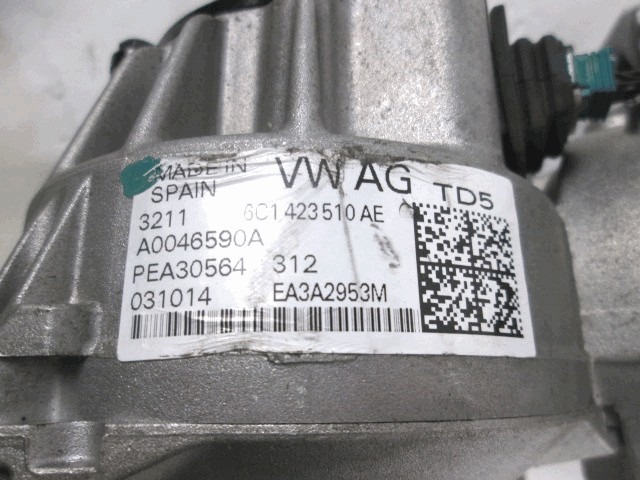 MADE IN VW AG TD5
SPAIN
3211 6C1 423 510 AE
A0046590A
PEA30564 312
031014 EA3A2953M